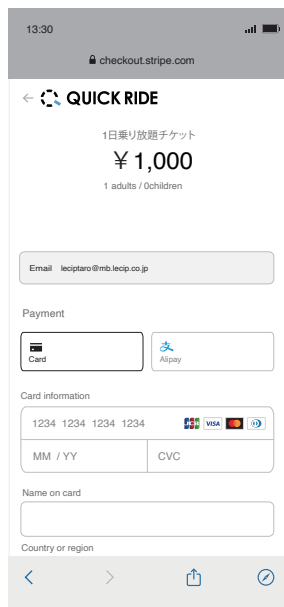 13:30
checkout.stripe.com
QUICK RIDE
1日乗り放題チケット
¥1,000
1 adults / 0children
Email leciptaro@mb.lecip.co.jp
Payment
Card
支 Alipay
Card information
1234 1234 1234 1234 JCB VISA
MM / YY CVC
Name on card
Country or region